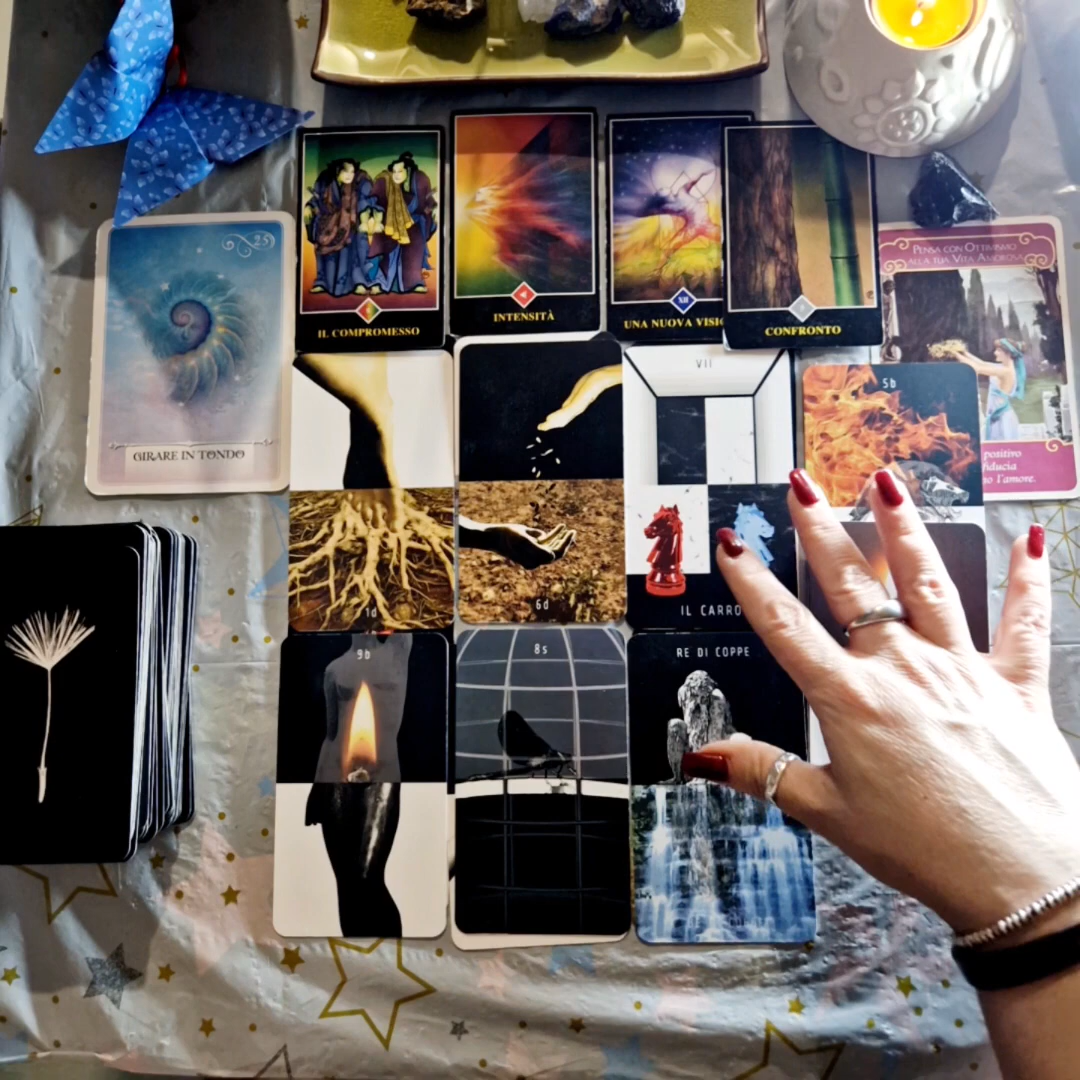 IL COMPROMESSO
INTENSITÀ
XII
UNA NUOVA VISIO
CONFRONTO
25
GIRARE IN TONDO
PENSA CON OTTIMISMO
ALLA TUA VITA AMOROSA
positivo
fiducia
o l'amore.
1d
6d
VII
IL CARRO
5b
9b
8s
RE DI COPPE